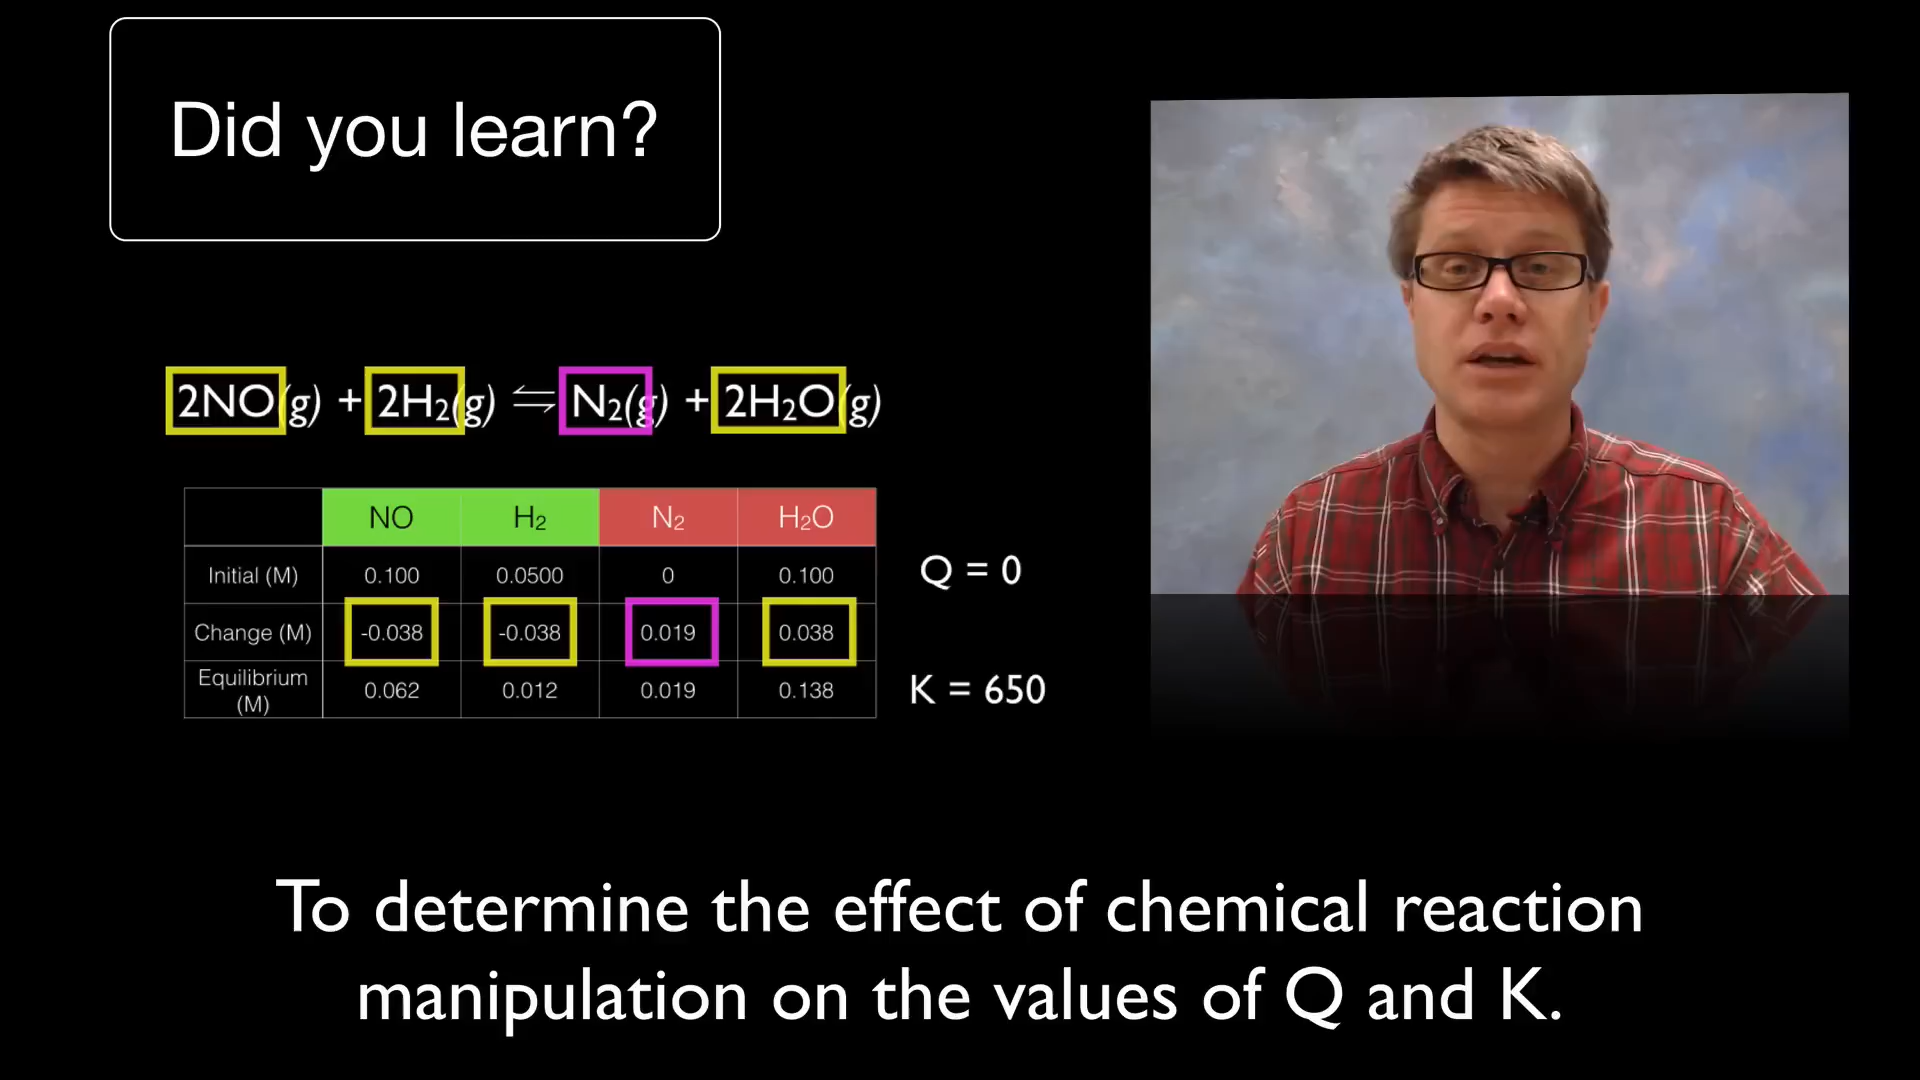 Did you learn?
2NO(g) + 2H₂(g) ⇌ N₂(g) + 2H₂O(g)
NO H₂ N₂ H₂O
Initial (M) 0.100 0.0500 0 0.100
Q = 0
Change (M) -0.038 -0.038 0.019 0.038
Equilibrium
(M) 0.062 0.012 0.019 0.138
K = 650
To determine the effect of chemical reaction
manipulation on the values of Q and K.